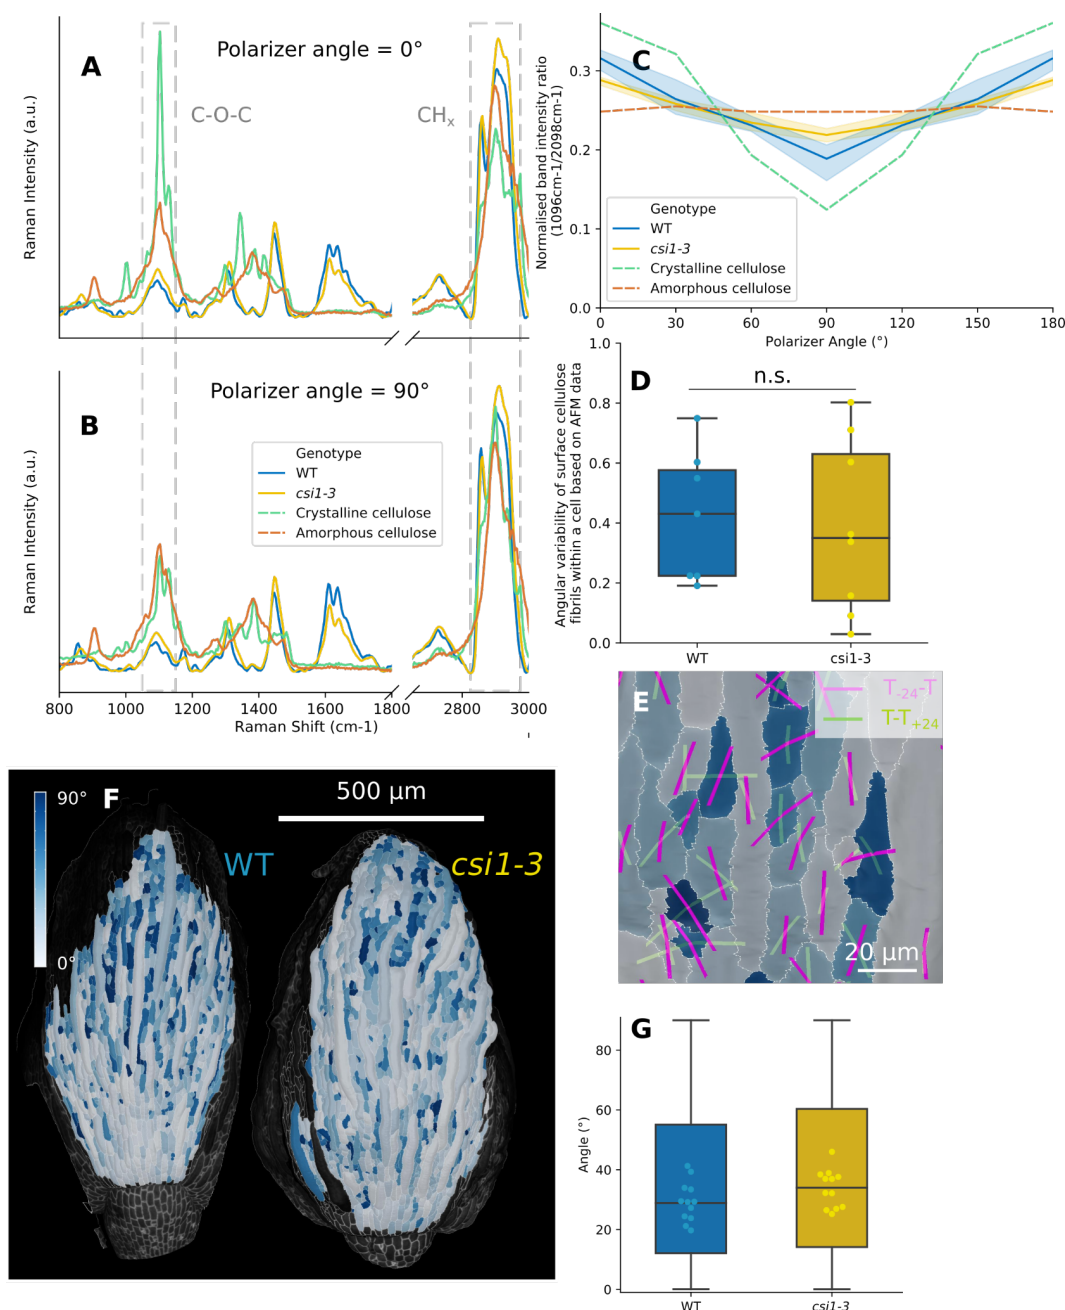 A
Polarizer angle = 0°
C-O-C
CHx
Raman Intensity (a.u.)
B
Polarizer angle = 90°
Genotype
WT
csi1-3
Crystalline cellulose
Amorphous cellulose
Raman Intensity (a.u.)
800 1000 1200 1400 1600 1800 2800 3000
Raman Shift (cm-1)
C
Normalised band intensity ratio
(1096cm-1/2098cm-1)
0.3
0.2
0.1
0.0
Genotype
WT
csi1-3
Crystalline cellulose
Amorphous cellulose
0 30 60 90 120 150 180
Polarizer Angle (°)
D
n.s.
Angular variability of surface cellulose
fibrils within a cell based on AFM data
1.0
0.8
0.6
0.4
0.2
0.0
WT csi1-3
E
T-24-T
T-T+24
20 µm
F
90°
0°
500 µm
WT
csi1-3
G
Angle (°)
80
60
40
20
0
WT csi1-3